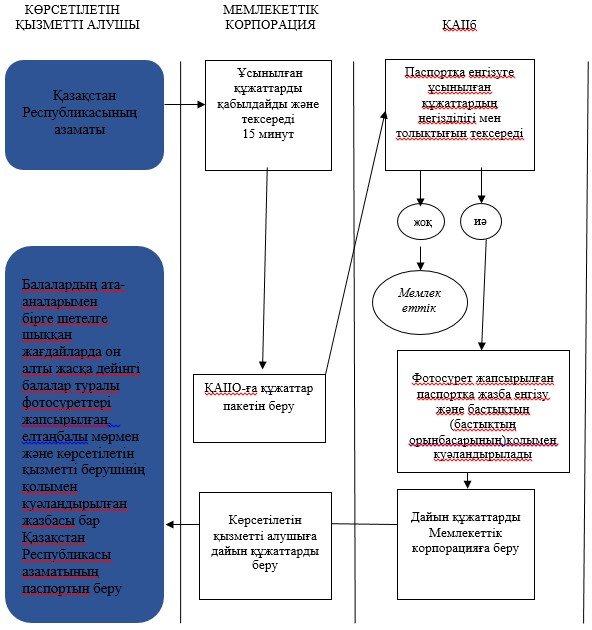 КӨРСЕТІЛЕТІН
ҚЫЗМЕТТІ АЛУШЫ
МЕМЛЕКЕТТІК
КОРПОРАЦИЯ
ҚАПБ
Қазақстан
Республикасының
азаматы
Ұсынылған
құжаттарды
қабылдайды және
тексереді
15 минут
Паспортқа енгізуге
ұсынылған
құжаттардың
негізділігі мен
толықтығын тексереді
жоқ
иә
Мемлек
еттік
ҚАПО-ға құжаттар
пакетін беру
Фотосурет жапсырылған
паспортқа жазба енгізу
және бастықтың
(бастықтың
орынбасарының)қолымен
куәландырылады
Дайын құжаттарды
Мемлекеттік
корпорацияға беру
Көрсетілетін
қызметті алушыға
дайын құжаттарды
беру
Балалардың ата-
аналарымен
бірге шетелге
шыққан
жағдайларда он
алты жасқа дейінгі
балалар туралы
фотосуреттері
жапсырылған,
елтаңбалы мөрмен
және көрсетілетін
қызметті берушінің
қолымен
куәландырылған
жазбасы бар
Қазақстан
Республикасы
азаматының
паспортын беру